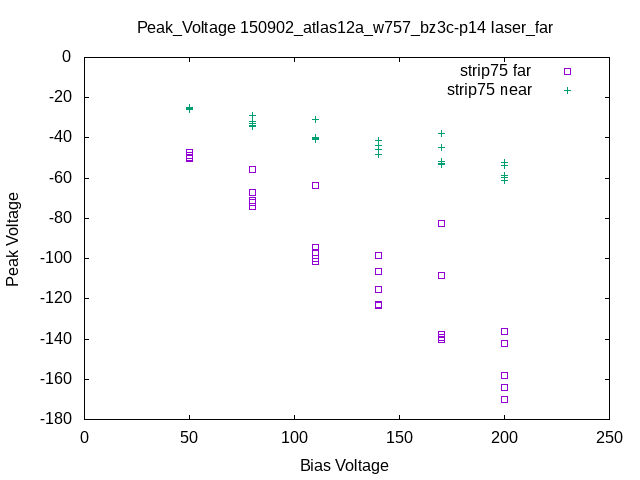 Peak_Voltage 150902_atlas12a_w757_bz3c-p14 laser_far
0
-20
-40
-60
-80
-100
-120
-140
-160
-180
Peak Voltage
strip75 far
strip75 near
0 50 100 150 200 250
Bias Voltage